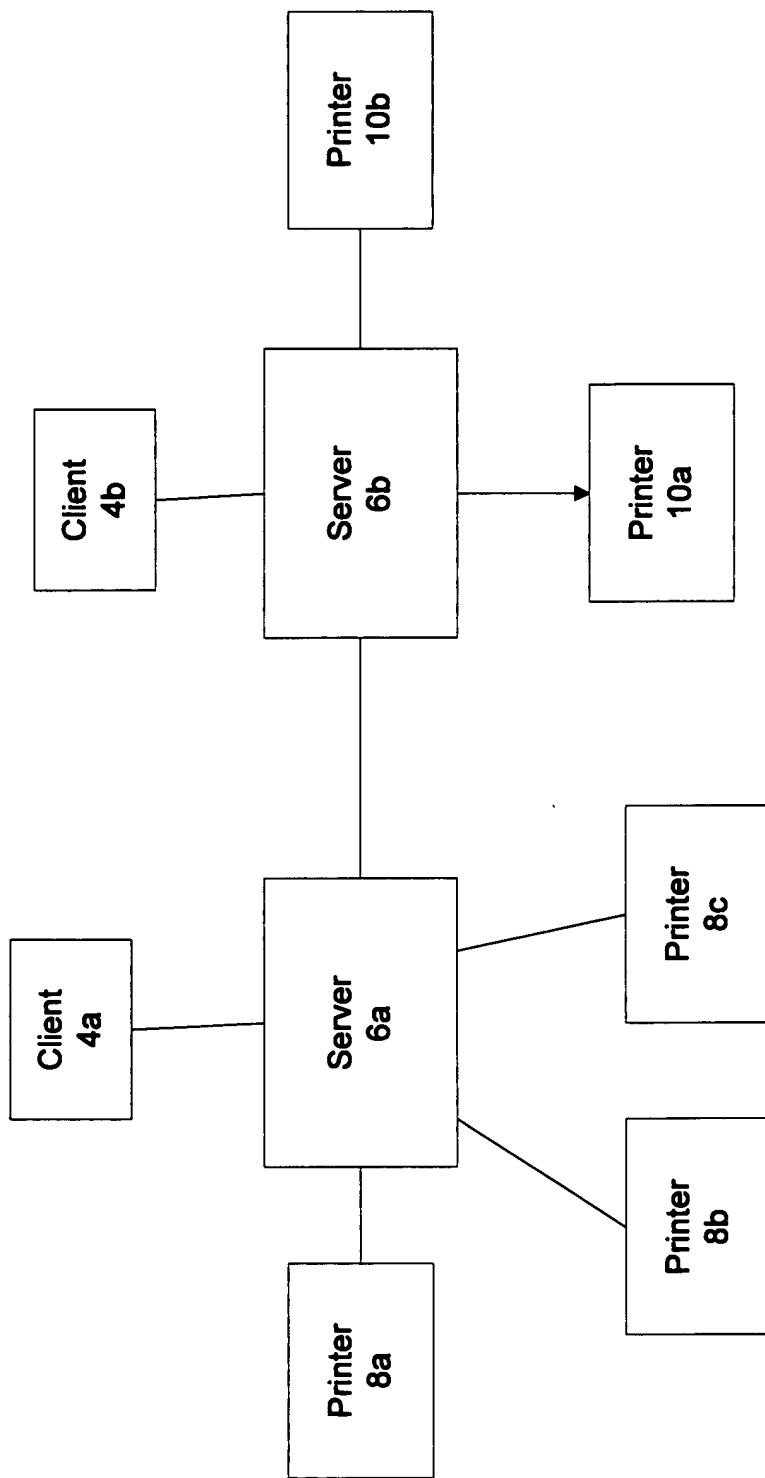 Client
4a
Client
4b
Printer
8a
Server
6a
Server
6b
Printer
10b
Printer
8b
Printer
8c
Printer
10a